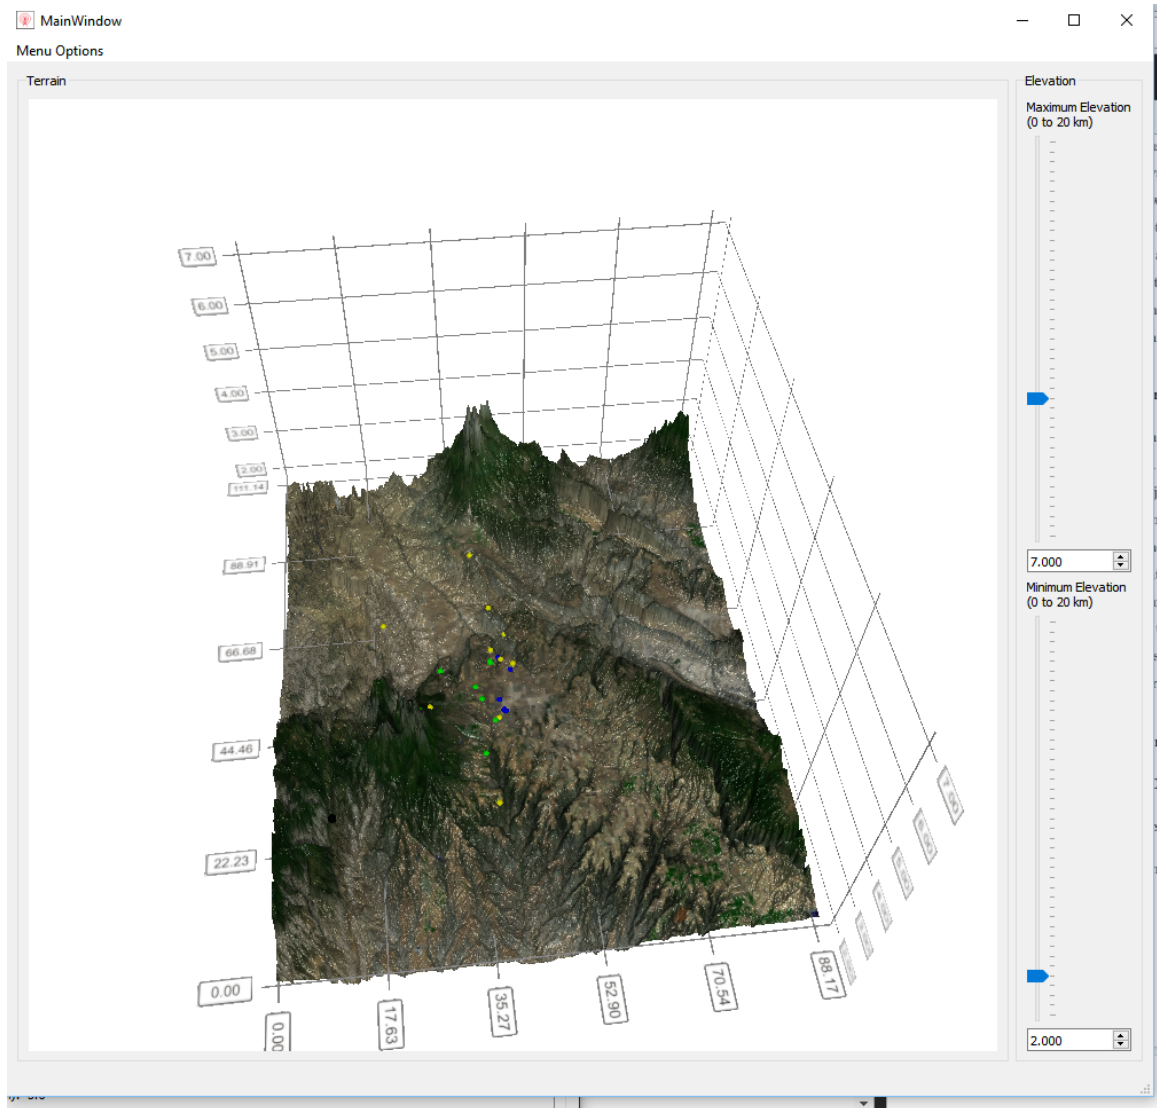 MainWindow
Menu Options
Terrain
Elevation
Maximum Elevation
(0 to 20 km)
7.00
6.00
5.00
4.00
3.00
2.00
111.14
88.91
66.68
44.46
22.23
0.00
0.00
17.63
35.27
52.90
70.54
88.17
7.00
7.000
Minimum Elevation
(0 to 20 km)
2.000